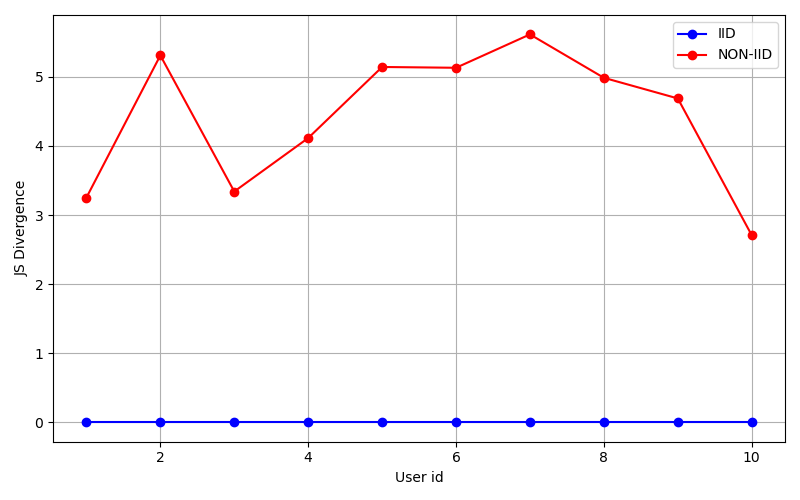 IID
NON-IID
5
4
3
2
1
0
JS Divergence
2 4 6 8 10
User id